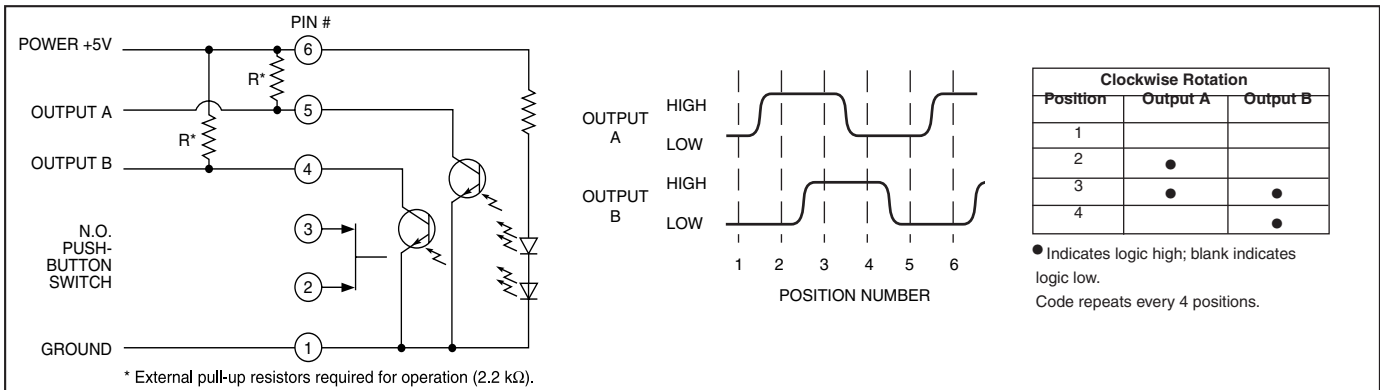 PIN #
POWER +5V
6
R*
OUTPUT A
5
R*
OUTPUT B
4
N.O.
PUSH-
BUTTON
SWITCH
3
2
GROUND
1
* External pull-up resistors required for operation (2.2 kΩ).
OUTPUT
A
HIGH
LOW
OUTPUT
B
HIGH
LOW
1 2 3 4 5 6
POSITION NUMBER
Clockwise Rotation
Position Output A Output B
1
2 ●
3 ● ●
4 ●
● Indicates logic high; blank indicates
logic low.
Code repeats every 4 positions.